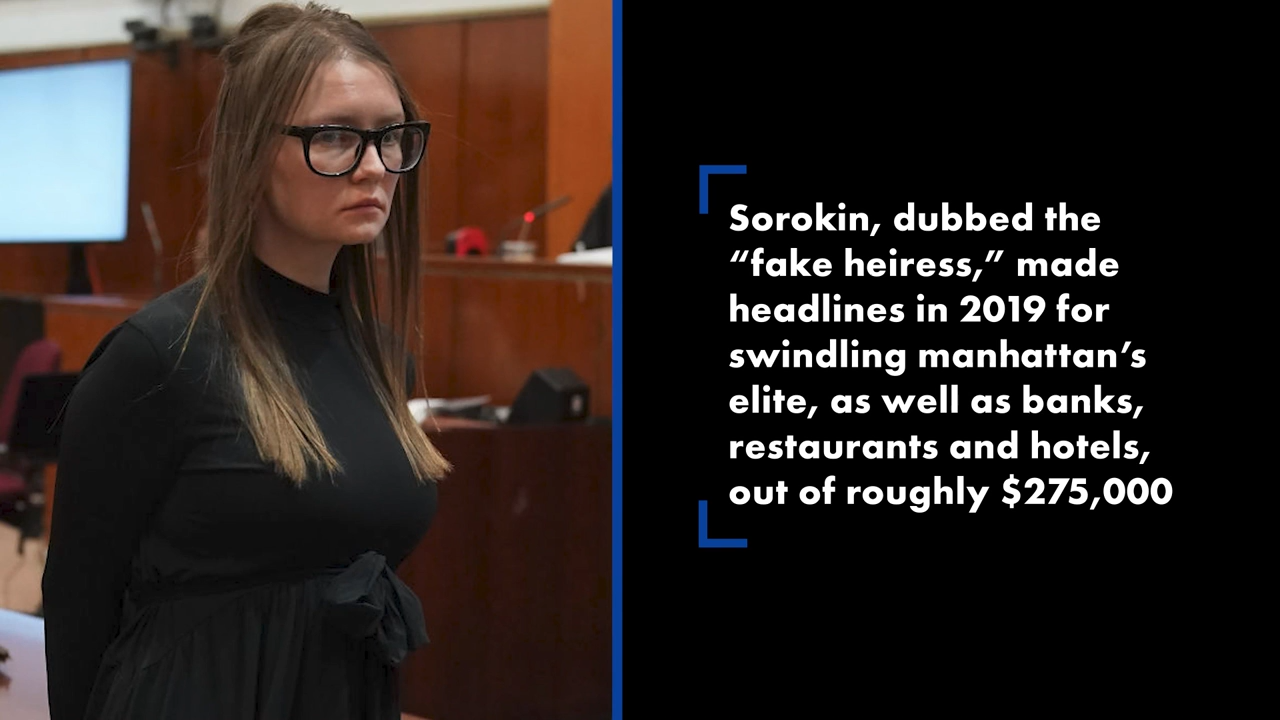 Sorokin, dubbed the
“fake heiress,” made
headlines in 2019 for
swindling manhattan’s
elite, as well as banks,
restaurants and hotels,
out of roughly $275,000